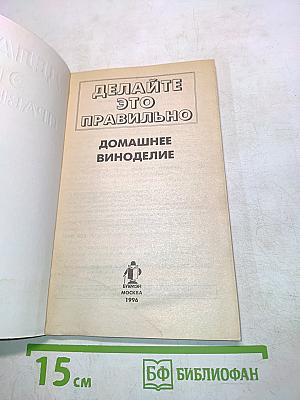 ДЕЛАЙТЕ
ЭТО
ПРАВИЛЬНО
ДОМАШНЕЕ
ВИНОДЕЛИЕ
БУКМЭН
МОСКВА
1996
15 см
БФ БИБЛИОФАН